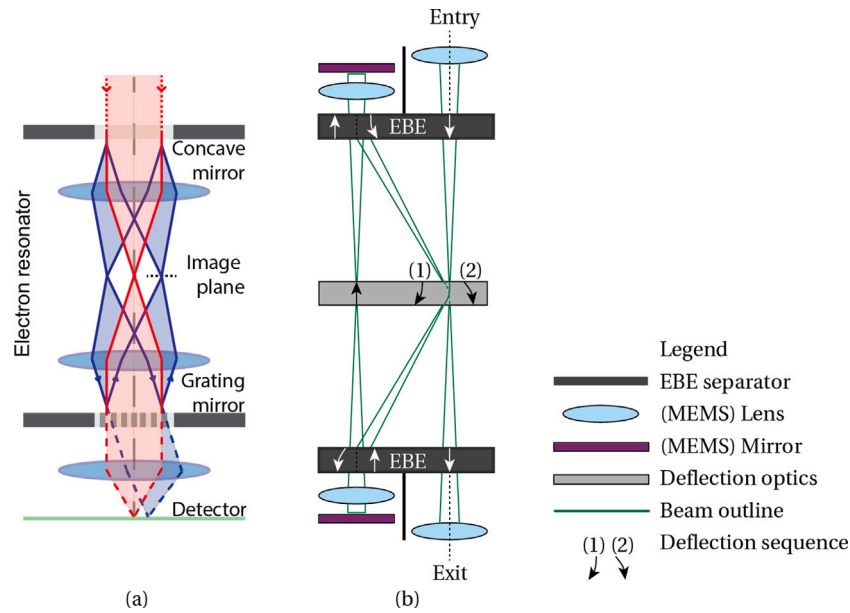 Electron resonator
Concave
mirror
Image
plane
Grating
mirror
Detector
(a)
Entry
EBE
(1)
(2)
EBE
Exit
(b)
Legend
EBE separator
(MEMS) Lens
(MEMS) Mirror
Deflection optics
Beam outline
(1) (2)
Deflection sequence